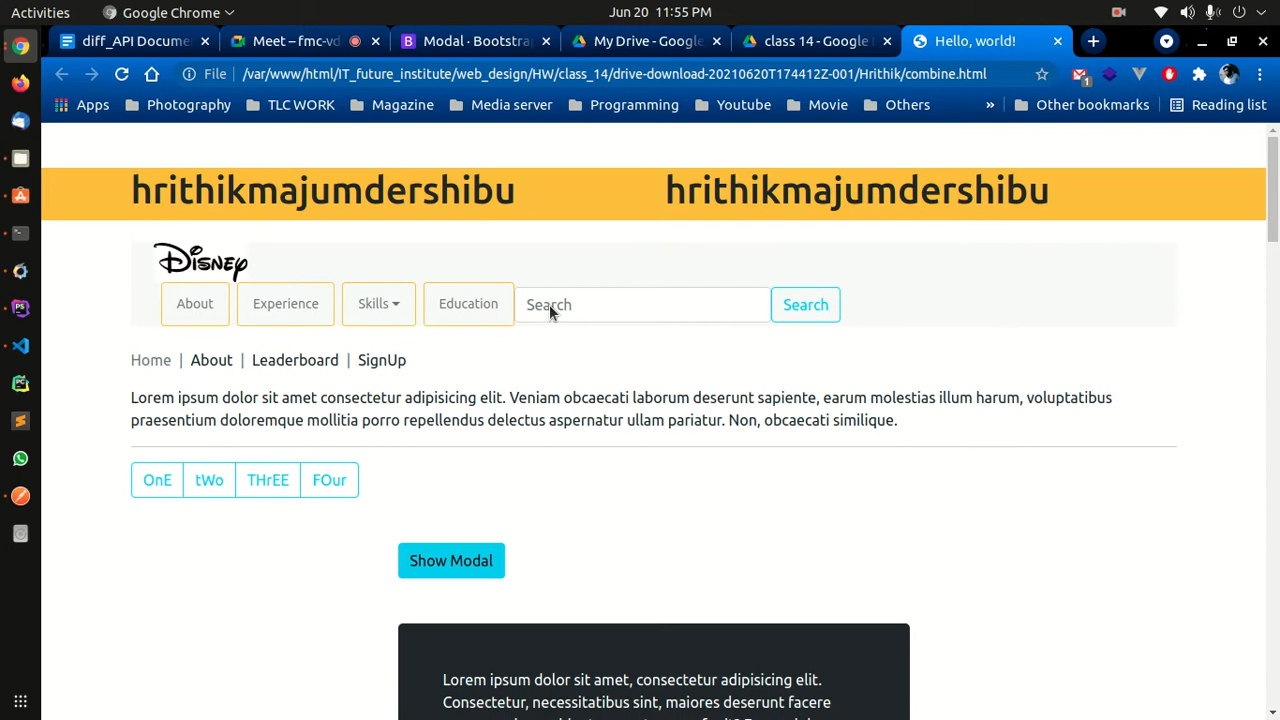 Activities Google Chrome Jun 20 11:55 PM
diff_API Docume Meet – fmc-vd Modal · Bootstra My Drive - Google class 14 - Google Hello, world!
File /var/www/html/IT_future_institute/web_design/HW/class_14/drive-download-20210620T174412Z-001/Hrithik/combine.html 1
Apps Photography TLC WORK Magazine Media server Programming Youtube Movie Others » Other bookmarks Reading list
hrithikmajumdershibu hrithikmajumdershibu
Disney
About Experience Skills Education Search Search
Home | About | Leaderboard | SignUp
Lorem ipsum dolor sit amet consectetur adipisicing elit. Veniam obcaecati laborum deserunt sapiente, earum molestias illum harum, voluptatibus
praesentium doloremque mollitia porro repellendus delectus aspernatur ullam pariatur. Non, obcaecati similique.
OnE tWo THrEE FOur
Show Modal
Lorem ipsum dolor sit amet, consectetur adipisicing elit.
Consectetur, necessitatibus sint, maiores deserunt facere